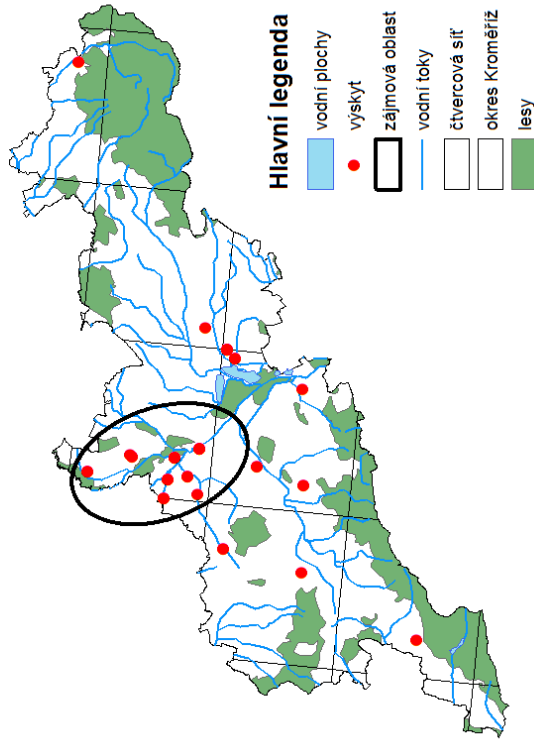 Hlavní legenda
vodní plochy
výskyt
zájmová oblast
vodní toky
čtvercová síť
okres Kroměříž
lesy